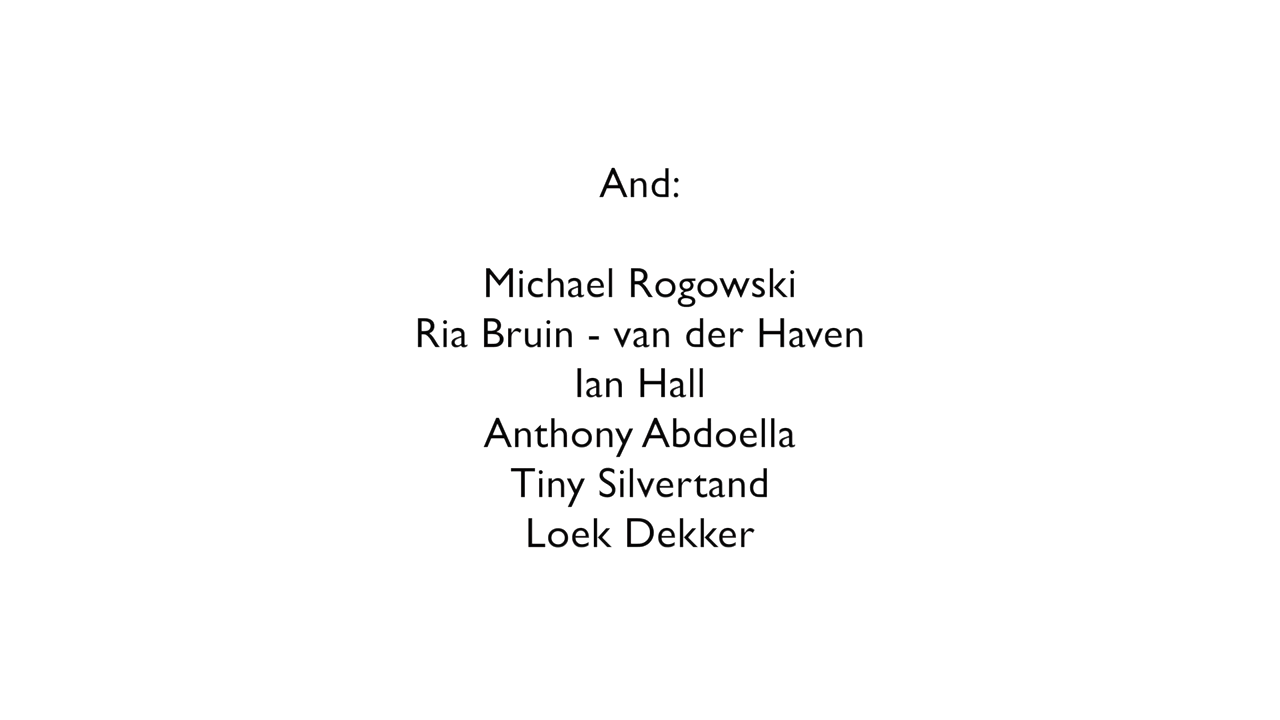 And:
Michael Rogowski
Ria Bruin - van der Haven
Ian Hall
Anthony Abdoella
Tiny Silvertand
Loek Dekker